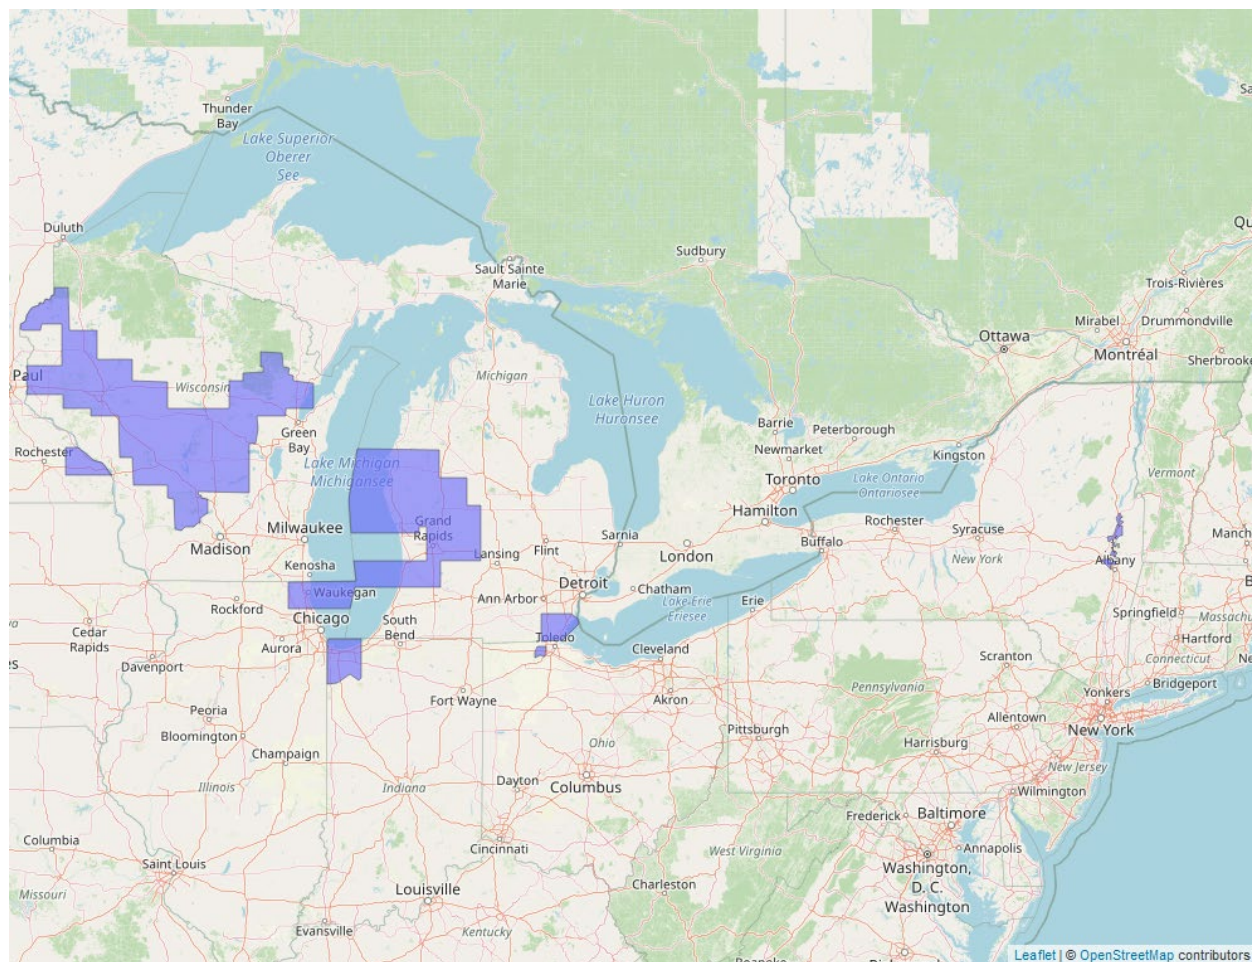 Thunder
Bay
Lake Superior
Oberer
See
Duluth
Sault Sainte
Marie
Sudbury
Qu
Sa
Trois-Rivières
Mirabel
Drummondville
Ottawa
Montréal
Sherbrooke
Paul
Wisconsin
Michigan
Lake Huron
Huronsee
Barrie
Peterborough
Newmarket
Kingston
Green
Bay
Rochester
Lake Michigan
Michigansee
Toronto
Lake Ontario
Ontariosee
Vermont
Grand
Rapids
Milwaukee
Madison
Hamilton
Rochester
Syracuse
Sarnia
Flint
Lansing
London
Buffalo
New York
Albany
Manch
Kenosha
Waukegan
Detroit
Chatham
Ann Arbor
Lake Erie
Eriesee
Erie
B
Rockford
Chicago
Springfield
Massachu
Cedar
Rapids
Aurora
South
Bend
Toledo
Cleveland
Hartford
Connecticut
Ne
es
Davenport
Scranton
Bridgeport
Yonkers
Fort Wayne
Akron
Pennsylvania
Peoria
Allentown
New York
Bloomington
Pittsburgh
Harrisburg
Champaign
Ohio
New Jersey
Illinois
Indiana
Dayton
Columbus
Wilmington
Columbia
Frederick
Baltimore
Cincinnati
West Virginia
Annapolis
Saint Louis
Washington,
D. C.
Washington
Missouri
Louisville
Charleston
Evansville
Kentucky
Leaflet | © OpenStreetMap contributors